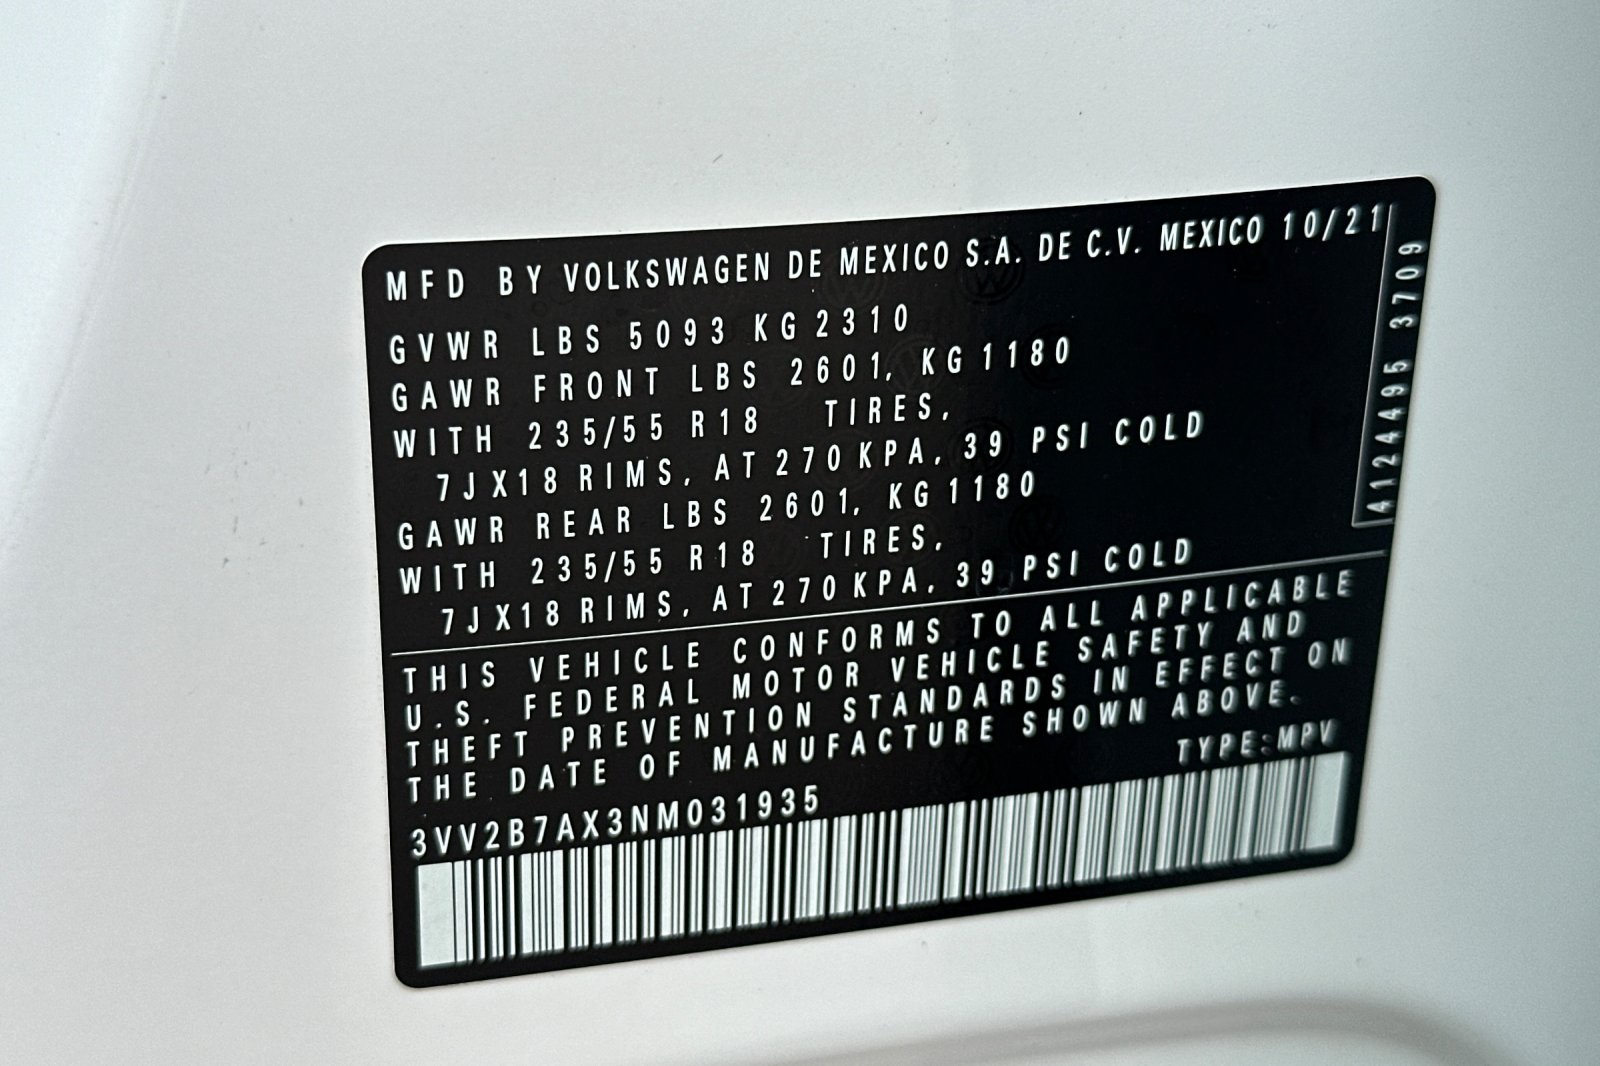 MFD BY VOLKSWAGEN DE MEXICO S.A. DE C.V. MEXICO 10/21
GVWR LBS 5093 KG 2310
GAWR FRONT LBS 2601, KG 1180
WITH 235/55 R18 TIRES,
7JX18 RIMS, AT 270 KPA, 39 PSI COLD
GAWR REAR LBS 2601, KG 1180
WITH 235/55 R18 TIRES,
7JX18 RIMS, AT 270 KPA, 39 PSI COLD
4124495 3709
THIS VEHICLE CONFORMS TO ALL APPLICABLE
U.S. FEDERAL MOTOR VEHICLE SAFETY AND
THEFT PREVENTION STANDARDS IN EFFECT ON
THE DATE OF MANUFACTURE SHOWN ABOVE.
TYPE:MPV
3VV2B7AX3NM031935